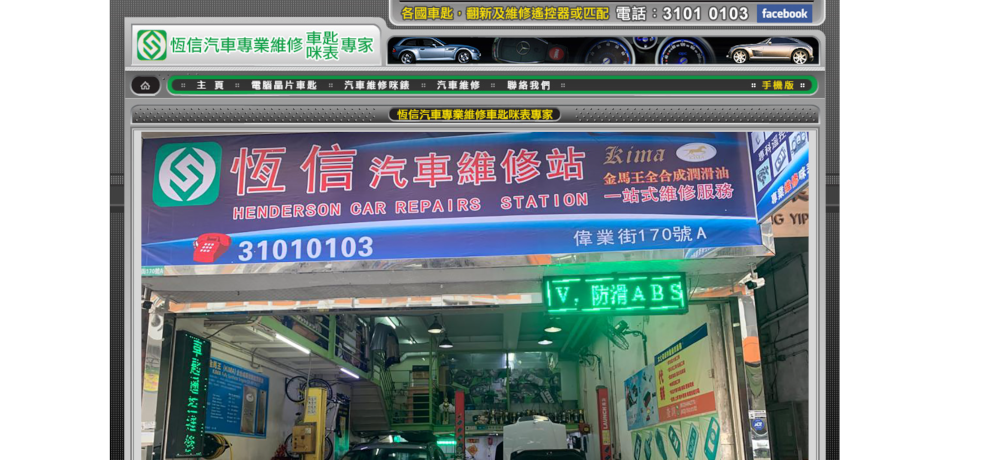 各國車匙，翻新及維修搖控器或匹配 電話：3101 0103 facebook
恆信汽車專業維修 車匙咪表 專家
主 頁 電腦晶片車匙 汽車維修咪錶 汽車維修 聯絡我們 手機版
恆信汽車專業維修車匙咪表專家
恆信 汽車維修站
Kima
金馬王全合成潤滑油
一站式維修服務
HENDERSON CAR REPAIRS STATION
31010103
偉業街170號A
V, 防滑ABS